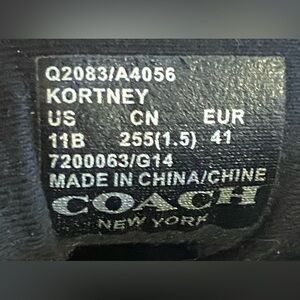 Q2083/A4056
KORTNEY
US CN EUR
11B 255(1.5) 41
7200063/G14
MADE IN CHINA/CHINE
COACH
NEW YORK